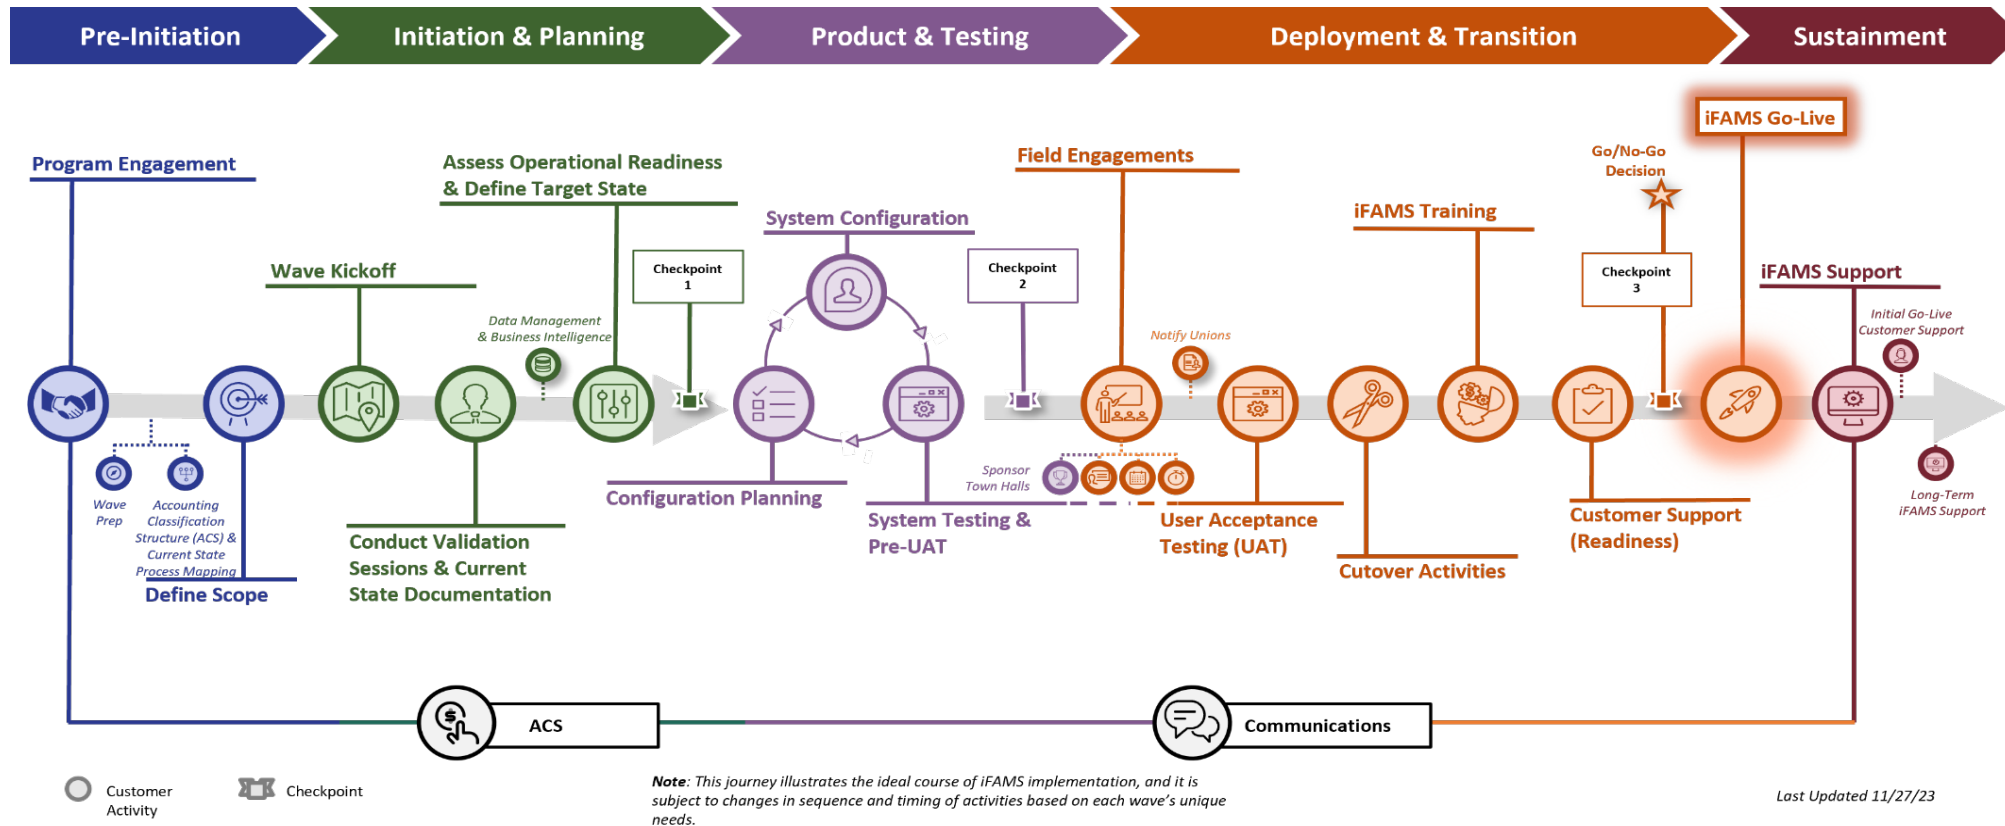 Pre-Initiation
Initiation & Planning
Product & Testing
Deployment & Transition
Sustainment
Program Engagement
Wave
Prep
Accounting
Classification
Structure (ACS) &
Current State
Process Mapping
Define Scope
Wave Kickoff
Conduct Validation
Sessions & Current
State Documentation
Data Management
& Business Intelligence
Assess Operational Readiness
& Define Target State
Checkpoint
1
Configuration Planning
System Configuration
System Testing &
Pre-UAT
Checkpoint
2
Field Engagements
Sponsor
Town Halls
Notify Unions
User Acceptance
Testing (UAT)
Cutover Activities
iFAMS Training
Customer Support
(Readiness)
Go/No-Go
Decision
Checkpoint
3
iFAMS Go-Live
iFAMS Support
Initial Go-Live
Customer Support
Long-Term
iFAMS Support
ACS
Communications
Customer
Activity
Checkpoint
Note: This journey illustrates the ideal course of iFAMS implementation, and it is
subject to changes in sequence and timing of activities based on each wave's unique
needs.
Last Updated 11/27/23